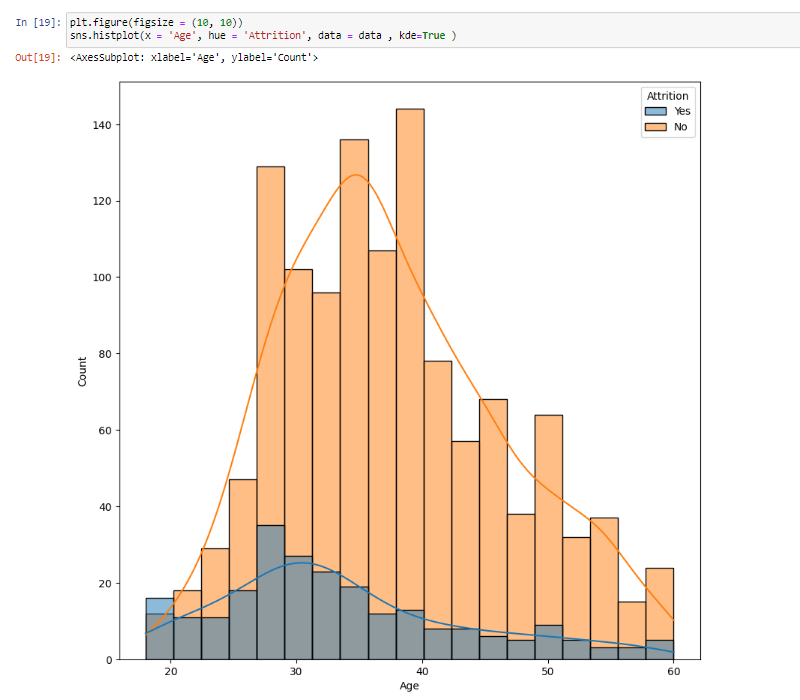 In [19]: plt.figure(figsize = (10, 10))
sns.histplot(x = 'Age', hue = 'Attrition', data = data , kde=True )
Out[19]: <AxesSubplot: xlabel='Age', ylabel='Count'>
Attrition
Yes
No
140
120
100
80
60
40
20
0
Count
20 30 40 50 60
Age